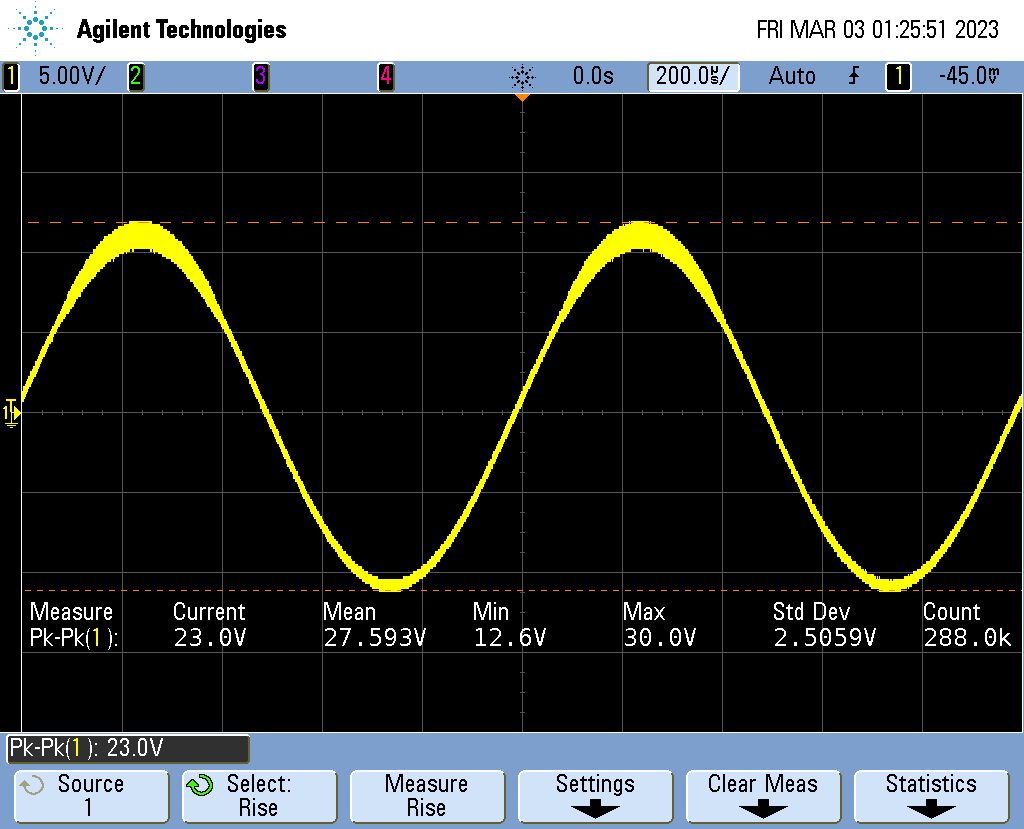 Agilent Technologies FRI MAR 03 01:25:51 2023
1 5.00V/ 2 3 4 0.0s 200.0µs/ Auto 1 -45.0mV
1
Measure Current Mean Min Max Std Dev Count
Pk-Pk(1): 23.0V 27.593V 12.6V 30.0V 2.5059V 288.0k
Pk-Pk(1): 23.0V
Source Select: Measure Settings Clear Meas Statistics
1 Rise Rise